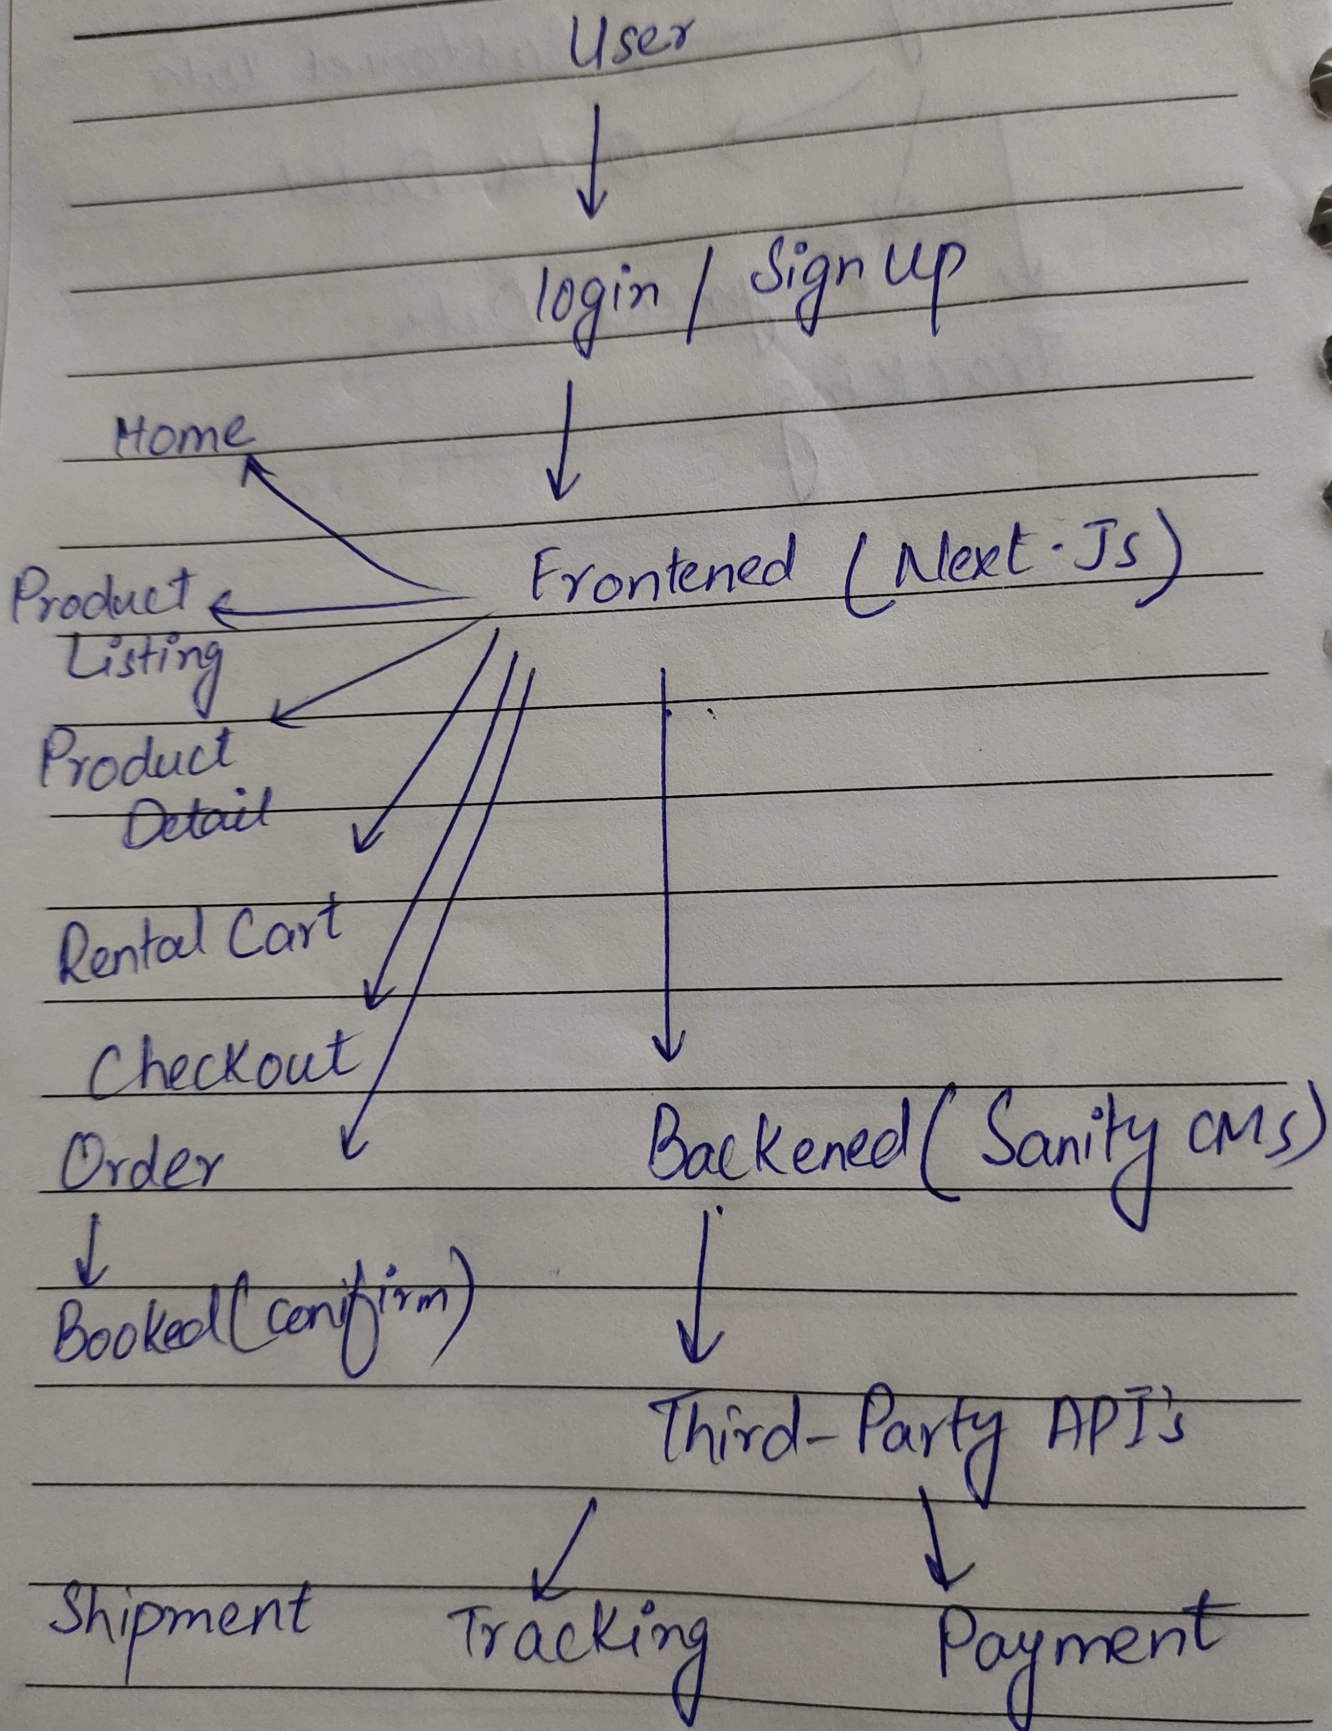 User
login / Sign Up
Home
Frontened (Next.Js)
Product
Listing
Product
Detail
Rental Cart
Checkout
Backened (Sanity CMS)
Order
Booked (conifirm)
Third-Party API's
Shipment Tracking Payment